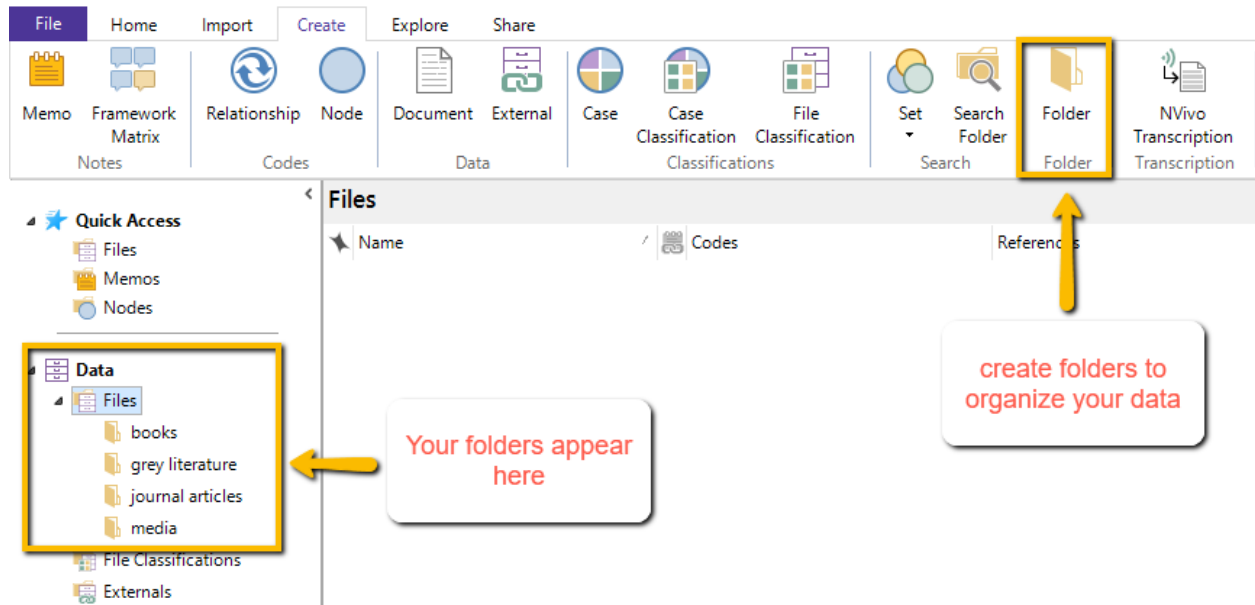 File Home Import Create Explore Share
Memo Framework Relationship Node Document External Case Case File Set Search Folder NVivo
Matrix Classification Classification Folder Transcription
Notes Codes Data Classifications Search Folder Transcription
Files
Quick Access
Name Codes References
Files
Memos
Nodes
create folders to
organize your data
Data
Files
books
grey literature
journal articles
media
Your folders appear
here
File Classifications
Externals